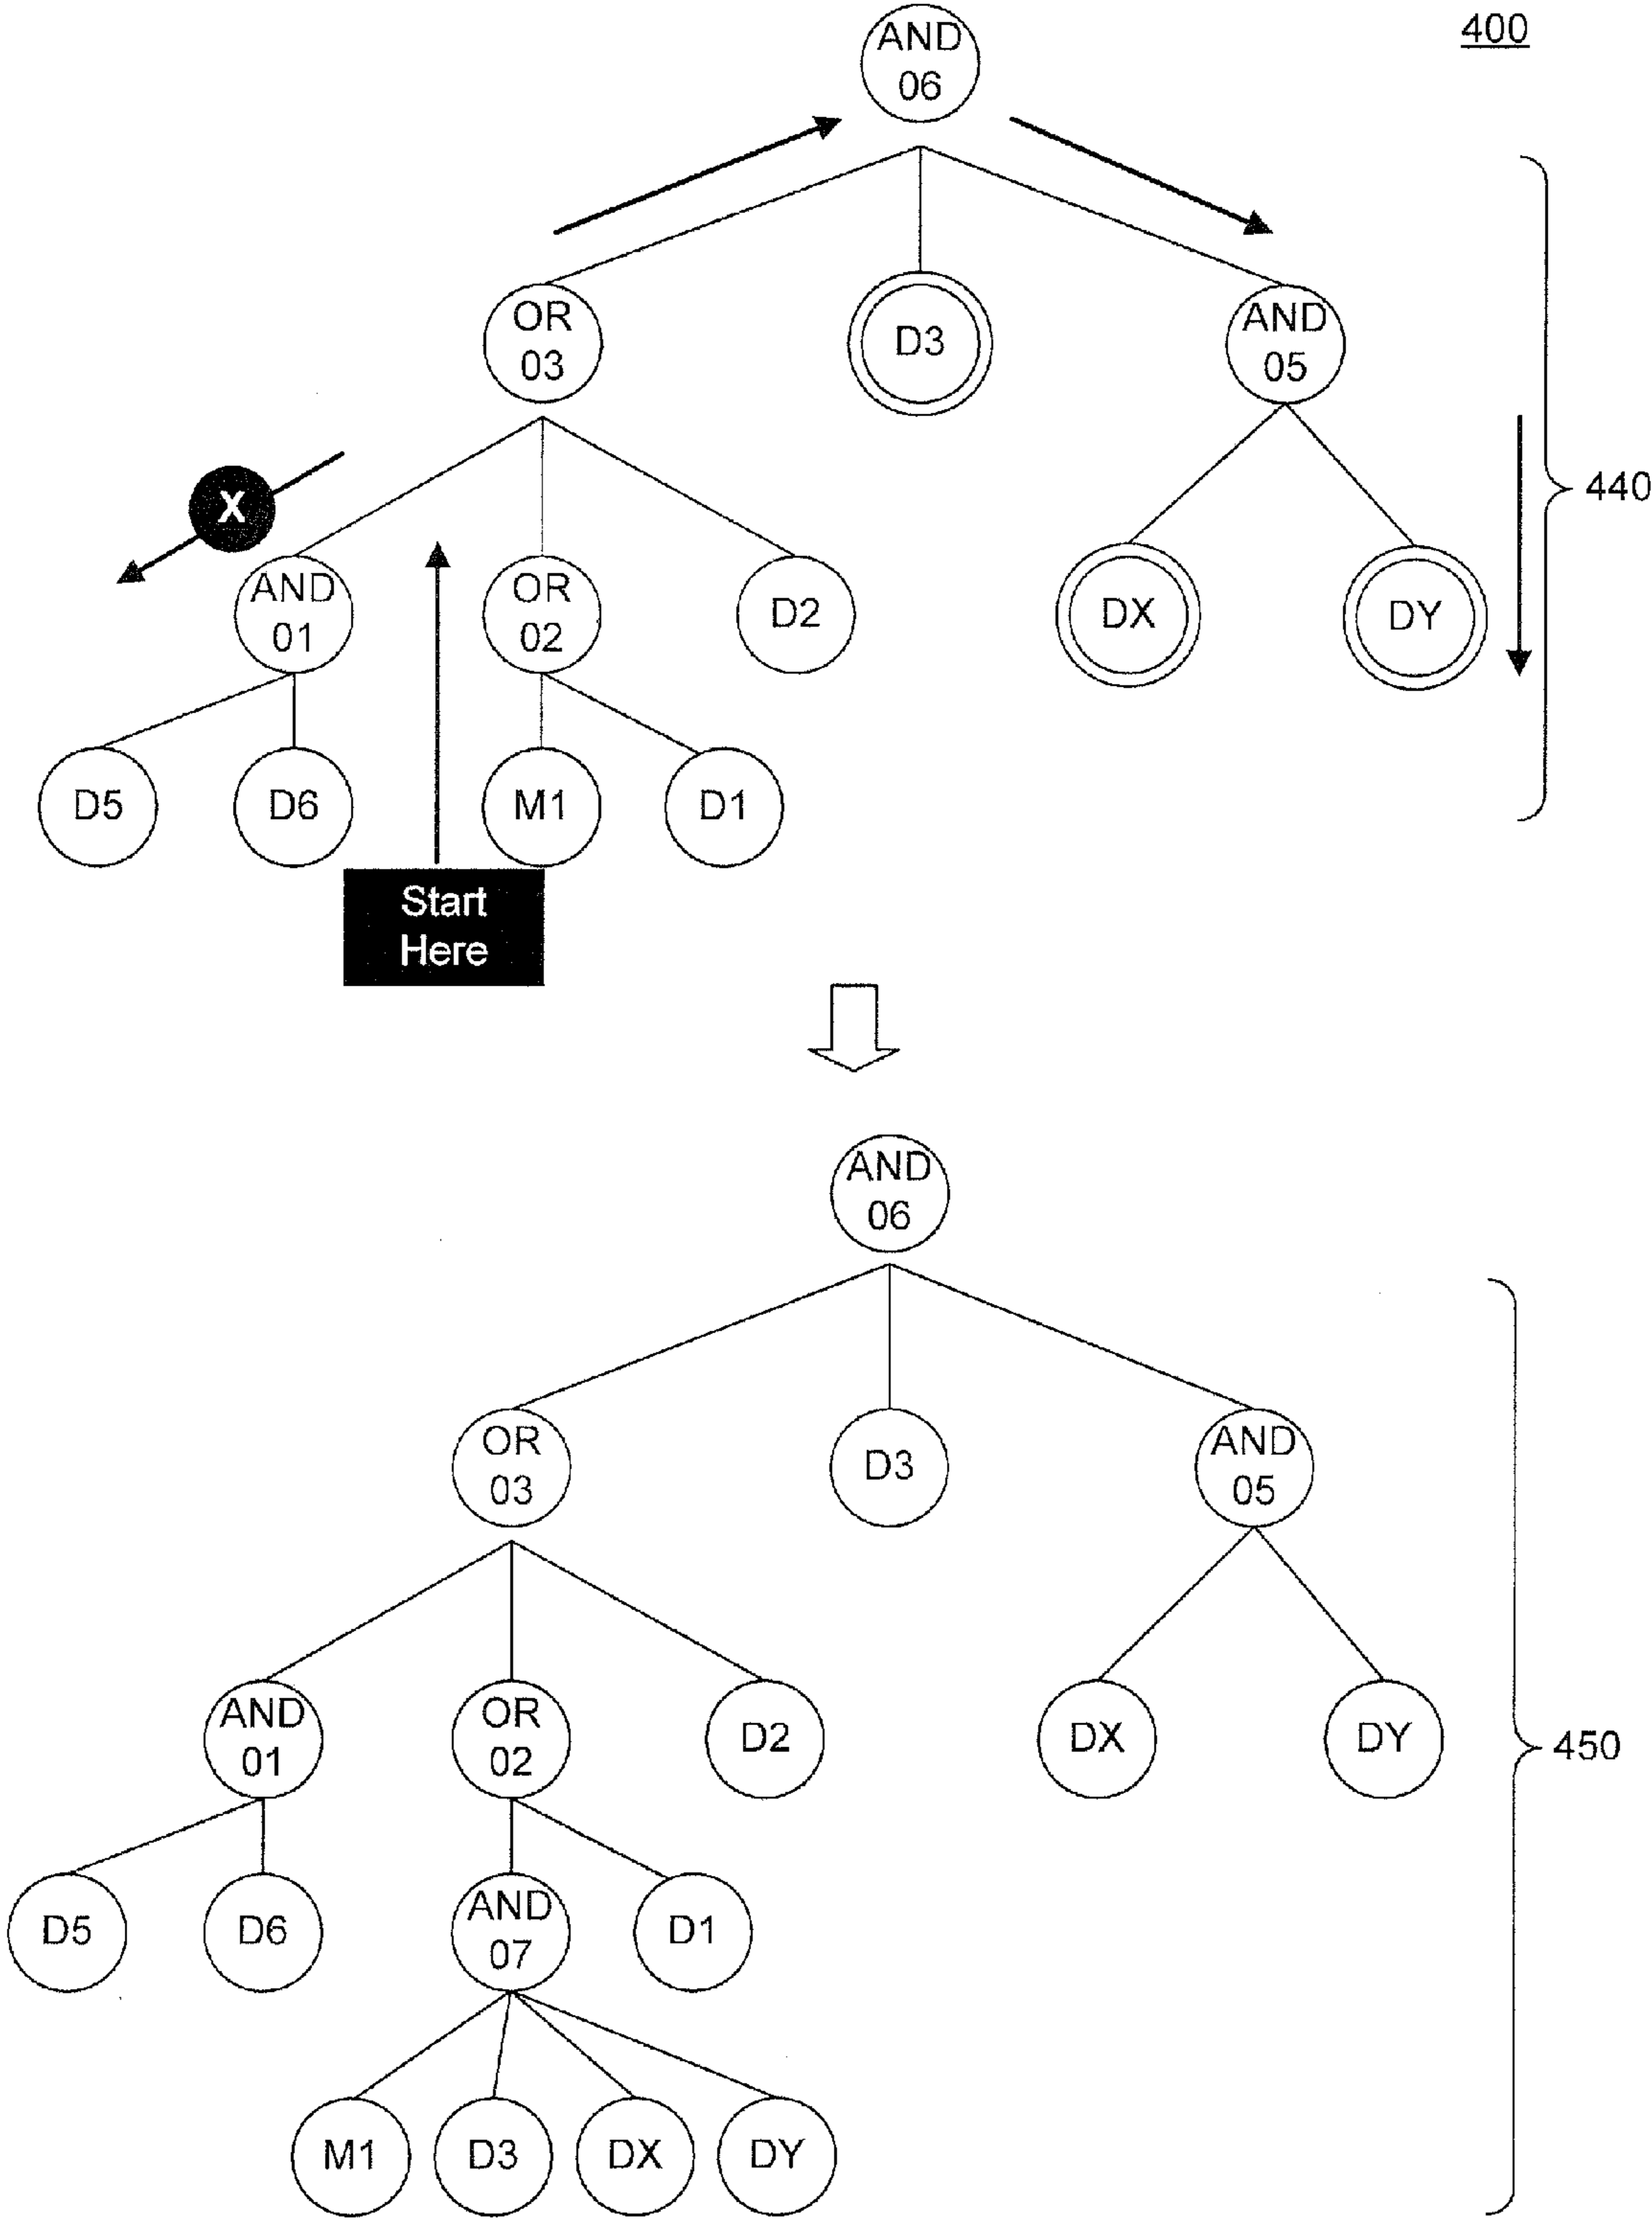 400
AND
06
OR
03
D3
AND
05
440
X
AND
01
OR
02
D2
DX
DY
D5
D6
M1
D1
Start
Here
AND
06
OR
03
D3
AND
05
AND
01
OR
02
D2
DX
DY
450
D5
D6
AND
07
D1
M1
D3
DX
DY